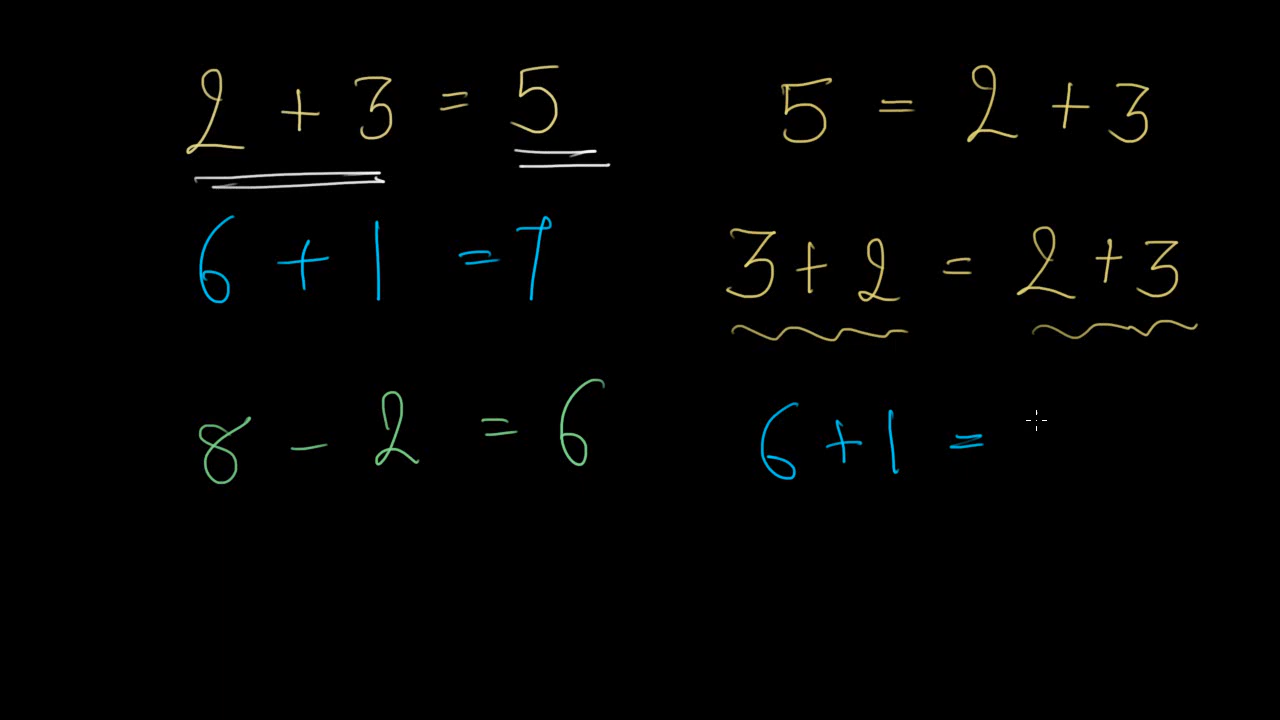 2 + 3 = 5
6 + 1 = 7
8 - 2 = 6
5 = 2 + 3
3 + 2 = 2 + 3
6 + 1 =